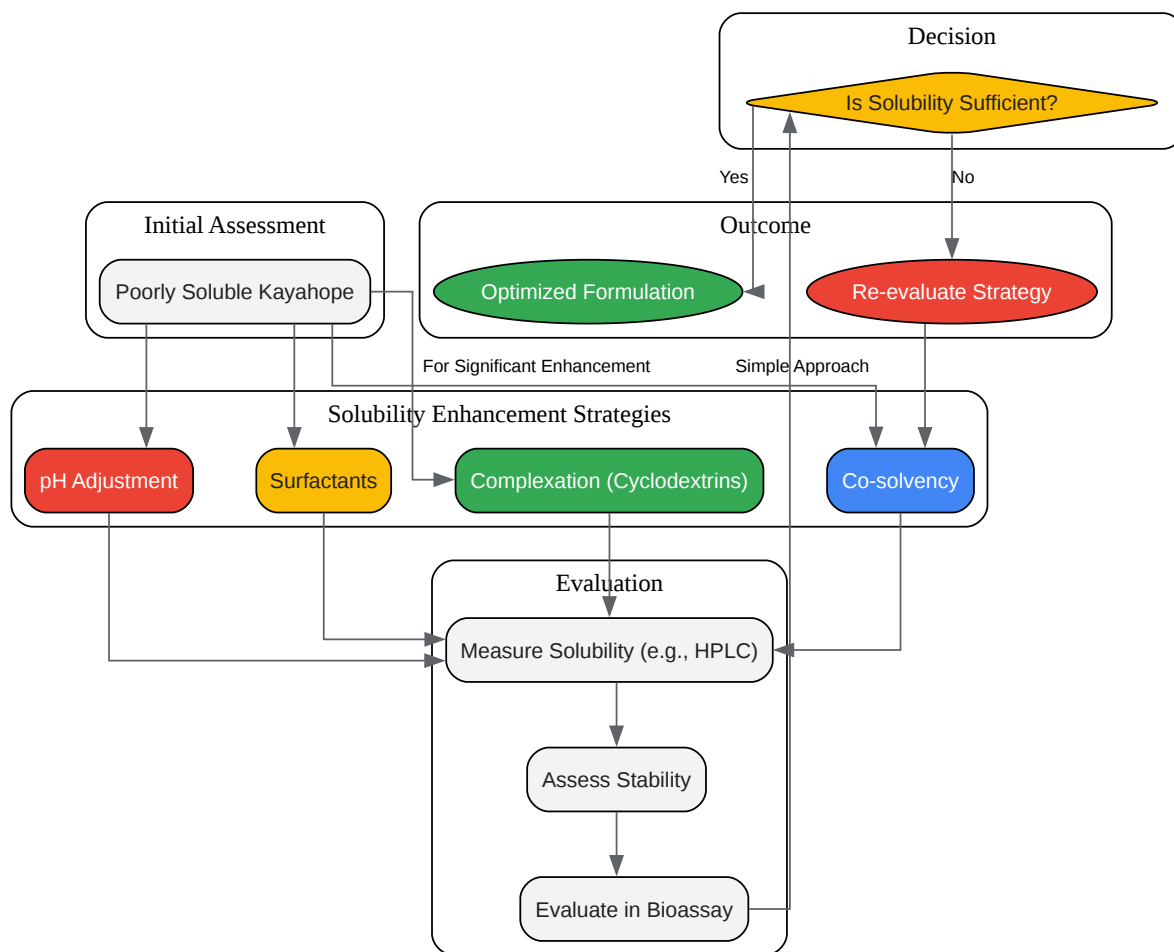 Decision
Is Solubility Sufficient?
Yes
No
Initial Assessment
Outcome
Poorly Soluble Kayahope
Optimized Formulation
Re-evaluate Strategy
For Significant Enhancement
Simple Approach
Solubility Enhancement Strategies
pH Adjustment
Surfactants
Complexation (Cyclodextrins)
Co-solvency
Evaluation
Measure Solubility (e.g., HPLC)
Assess Stability
Evaluate in Bioassay